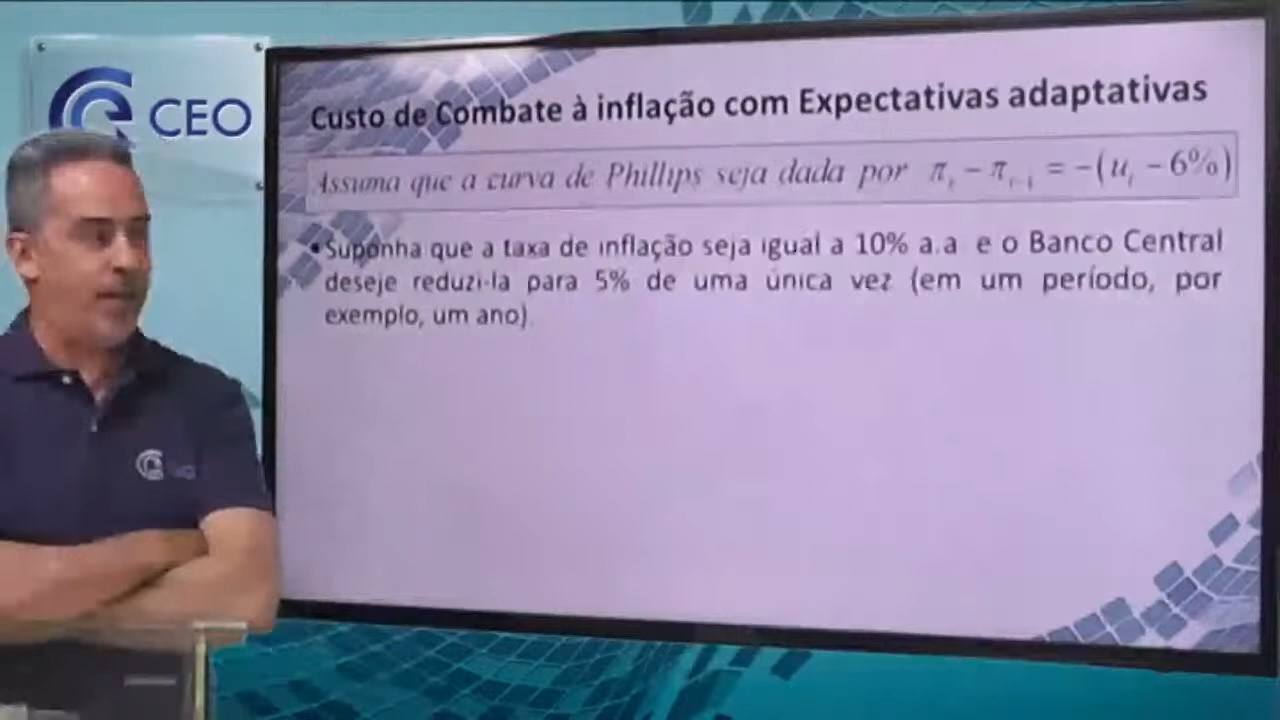 CEO
Custo de Combate à inflação com Expectativas adaptativas
Assuma que a curva de Phillips seja dada por π_t − π_{t−1} = −(u_t − 6%)
•Suponha que a taxa de inflação seja igual a 10% a.a e o Banco Central
deseje reduzi-la para 5% de uma única vez (em um período, por
exemplo, um ano).